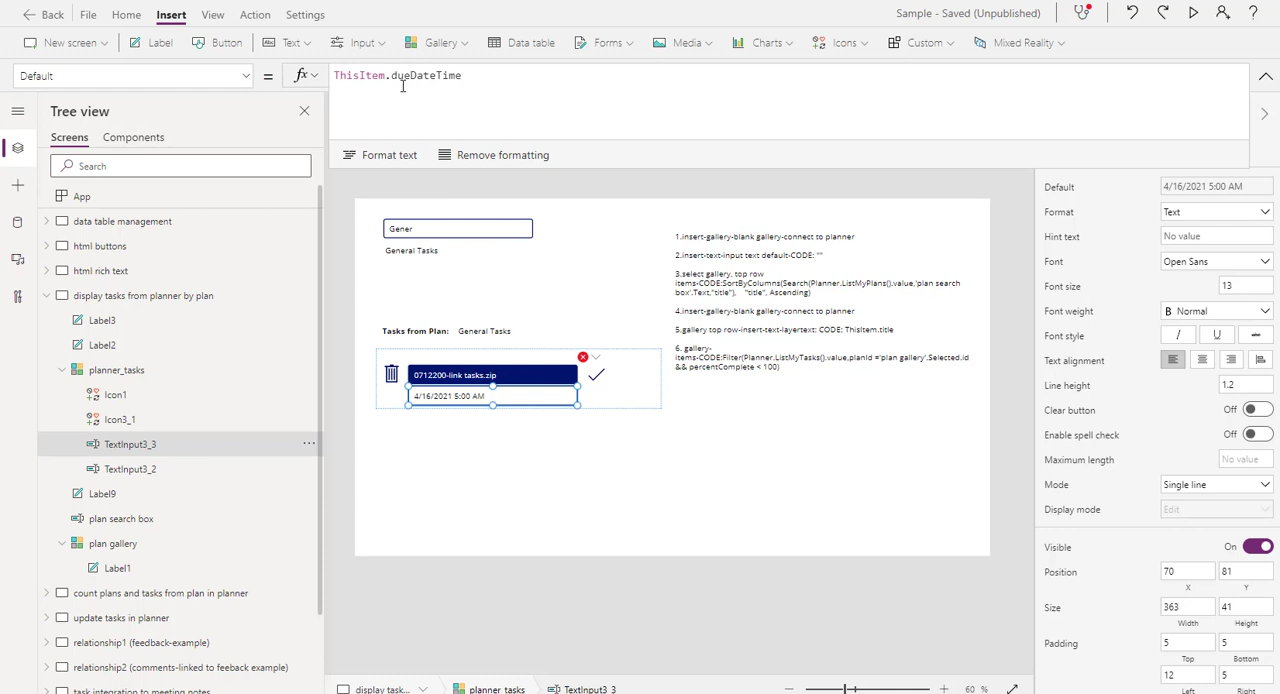 Back File Home Insert View Action Settings Sample - Saved (Unpublished)
New screen Label Button Text Input Gallery Data table Forms Media Charts Icons Custom Mixed Reality
Default = fx ThisItem.dueDateTime
Format text Remove formatting
Tree view
Screens Components
Search
App
data table management
html buttons
html rich text
display tasks from planner by plan
Label3
Label2
planner_tasks
Icon1
Icon3_1
TextInput3_3
TextInput3_2
Label9
plan search box
plan gallery
Label1
count plans and tasks from plan in planner
update tasks in planner
relationship1 (feedback-example)
relationship2 (comments-linked to feeback example)
task integration to meeting notes
Gener
General Tasks
Tasks from Plan: General Tasks
0712200-link tasks.zip
4/16/2021 5:00 AM
1.insert-gallery-blank gallery-connect to planner
2.insert-text-input text default-CODE: ""
3.select gallery. top row
items-CODE:SortByColumns(Search(Planner.ListMyPlans().value,'plan search
box'.Text,"title"), "title", Ascending)
4.insert-gallery-blank gallery-connect to planner
5.gallery top row-insert-text-layertext: CODE: ThisItem.title
6. gallery-
items-CODE:Filter(Planner.ListMyTasks().value,planId ='plan gallery'.Selected.id
&& percentComplete < 100)
Default 4/16/2021 5:00 AM
Format Text
Hint text No value
Font Open Sans
Font size 13
Font weight B Normal
Font style / U abc
Text alignment
Line height 1.2
Clear button Off
Enable spell check Off
Maximum length No value
Mode Single line
Display mode Edit
Visible On
Position 70 81
X Y
Size 363 41
Width Height
Padding 5 5
Top Bottom
12 5
Left Right
display task... planner tasks TextInput3 3 60 %